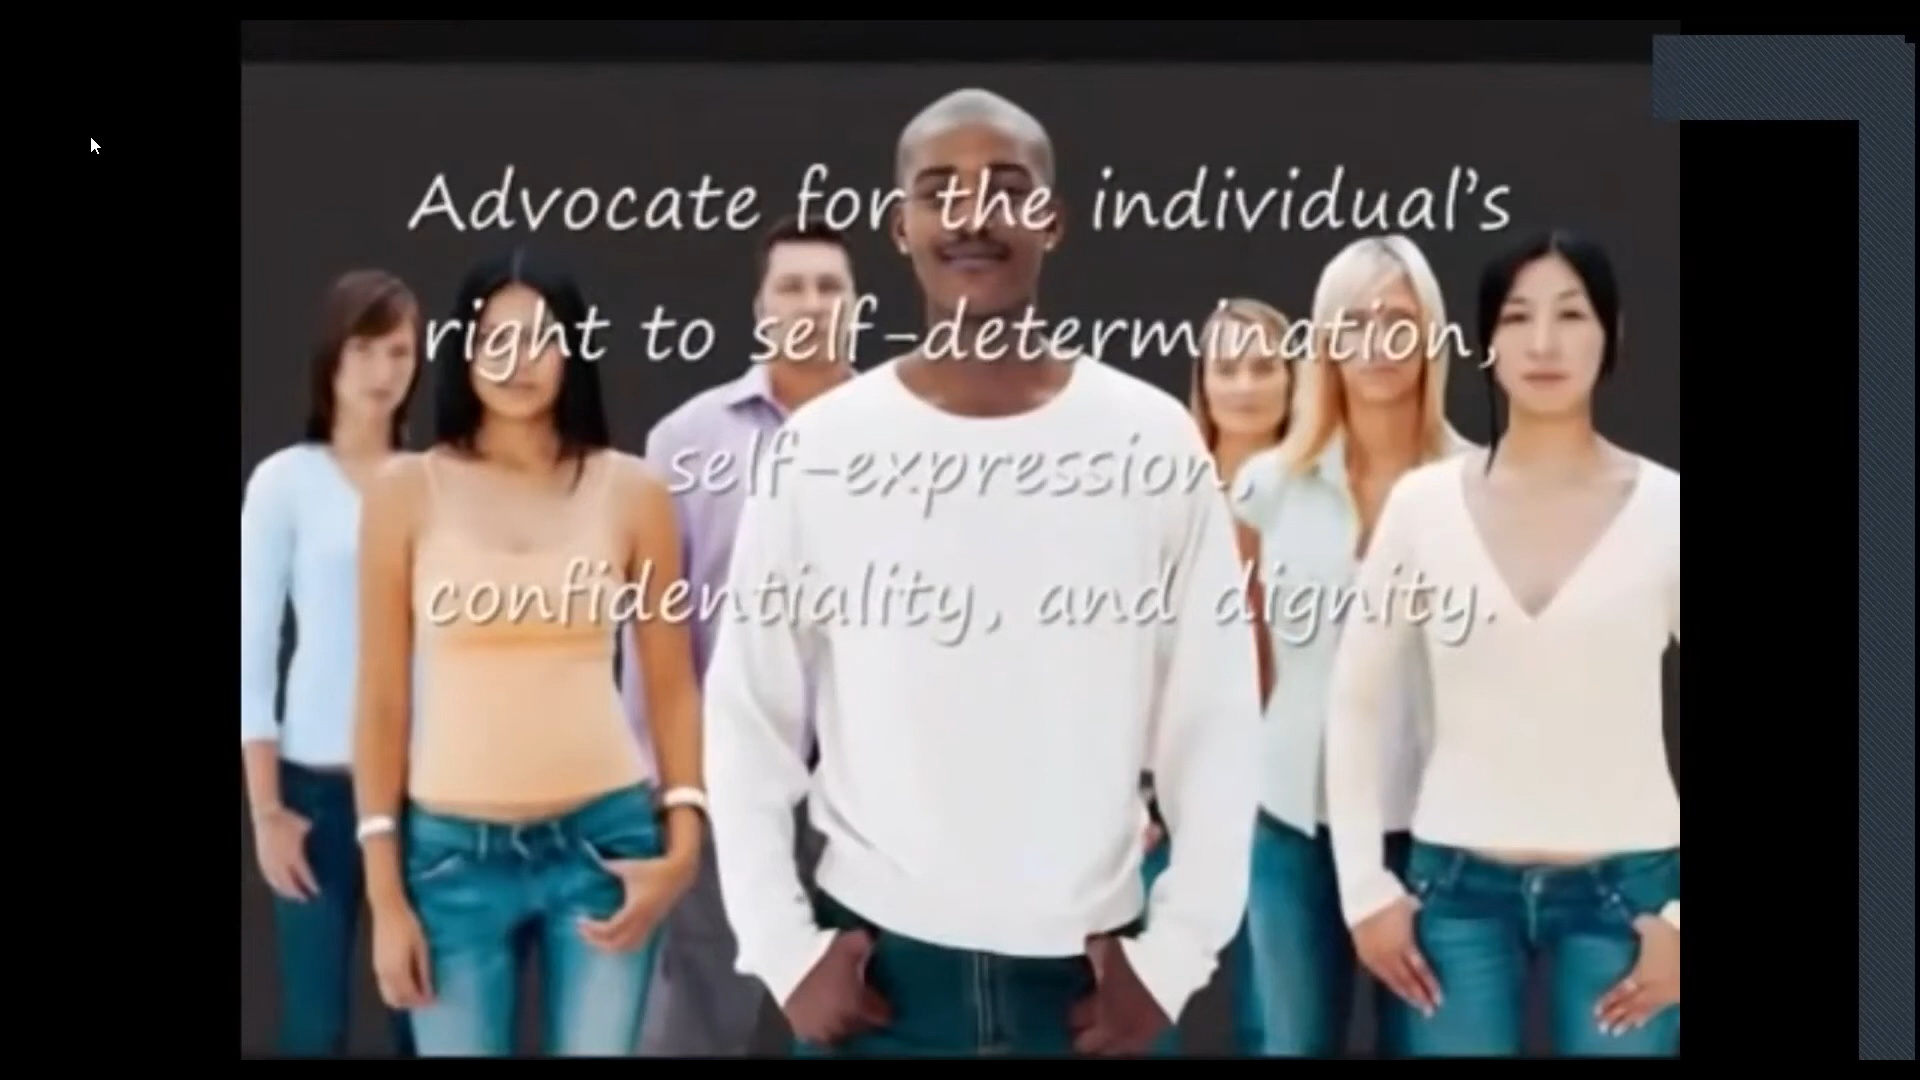 Advocate for the individual’s
right to self-determination,
self-expression,
confidentiality, and dignity.